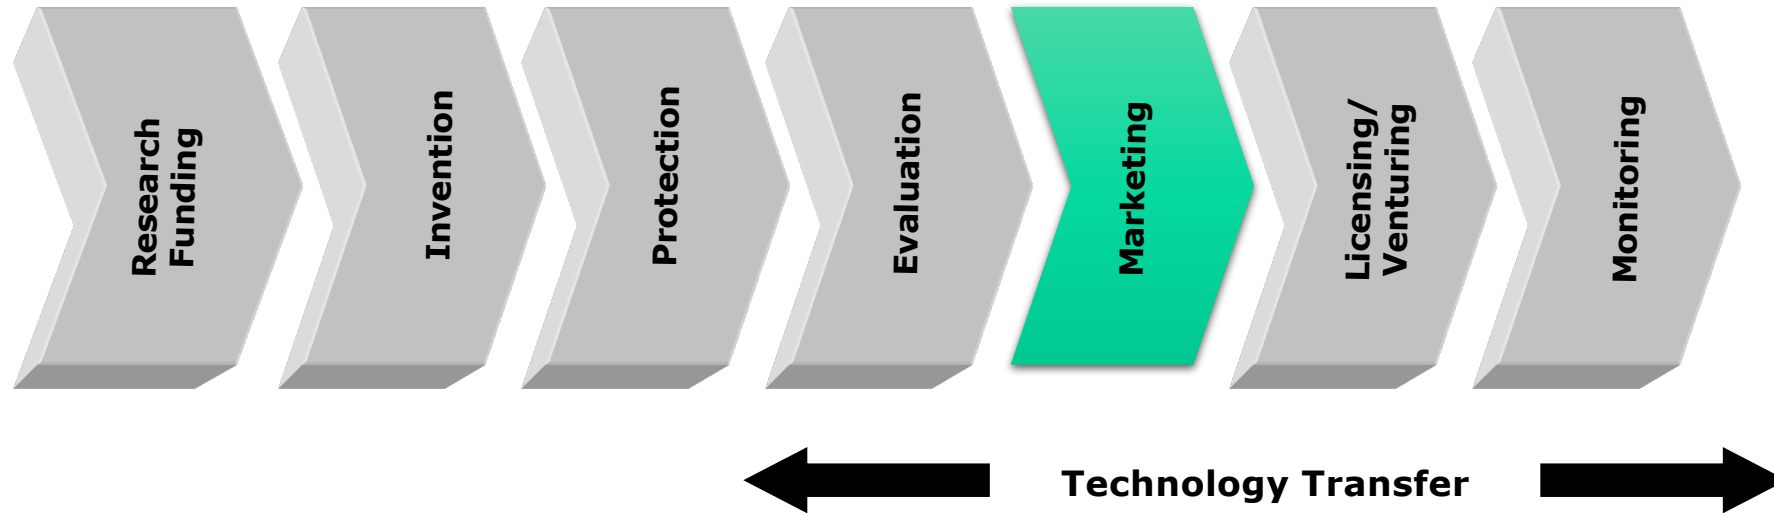 Research
Funding
Invention
Protection
Evaluation
Marketing
Licensing/
Venturing
Monitoring
Technology Transfer